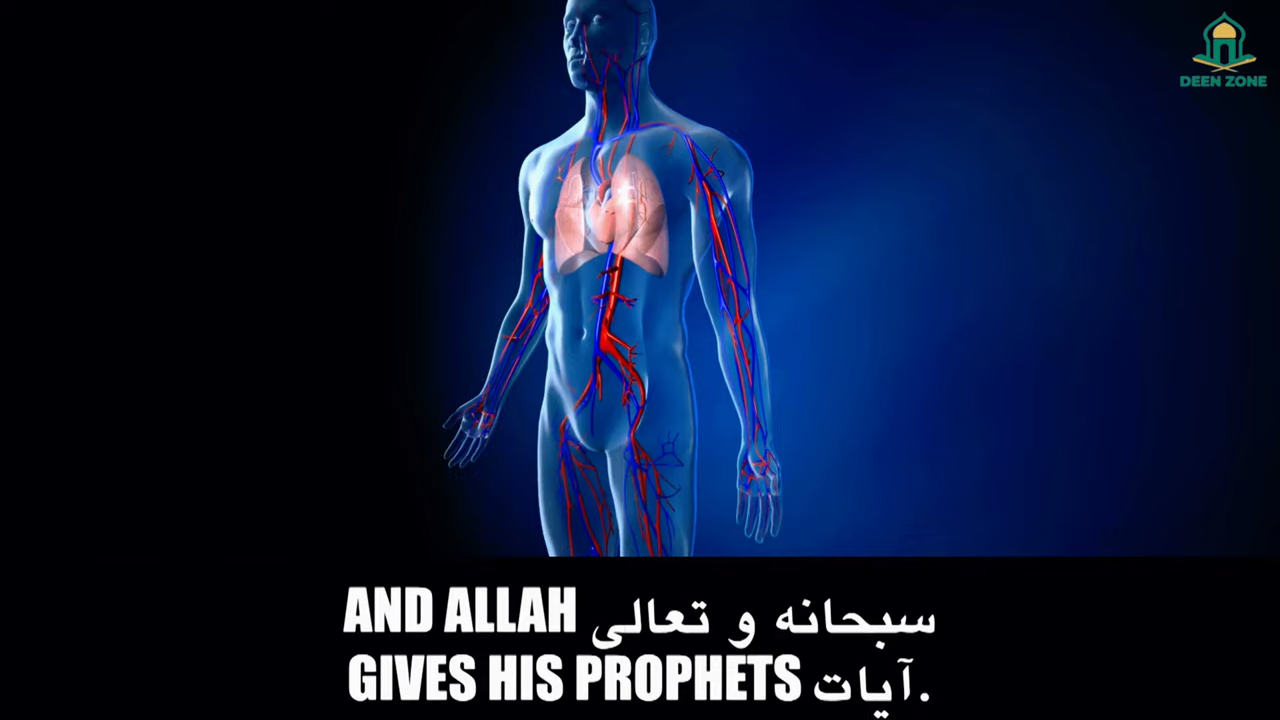 DEEN ZONE
AND ALLAH سبحانه و تعالى
GIVES HIS PROPHETS آيات.